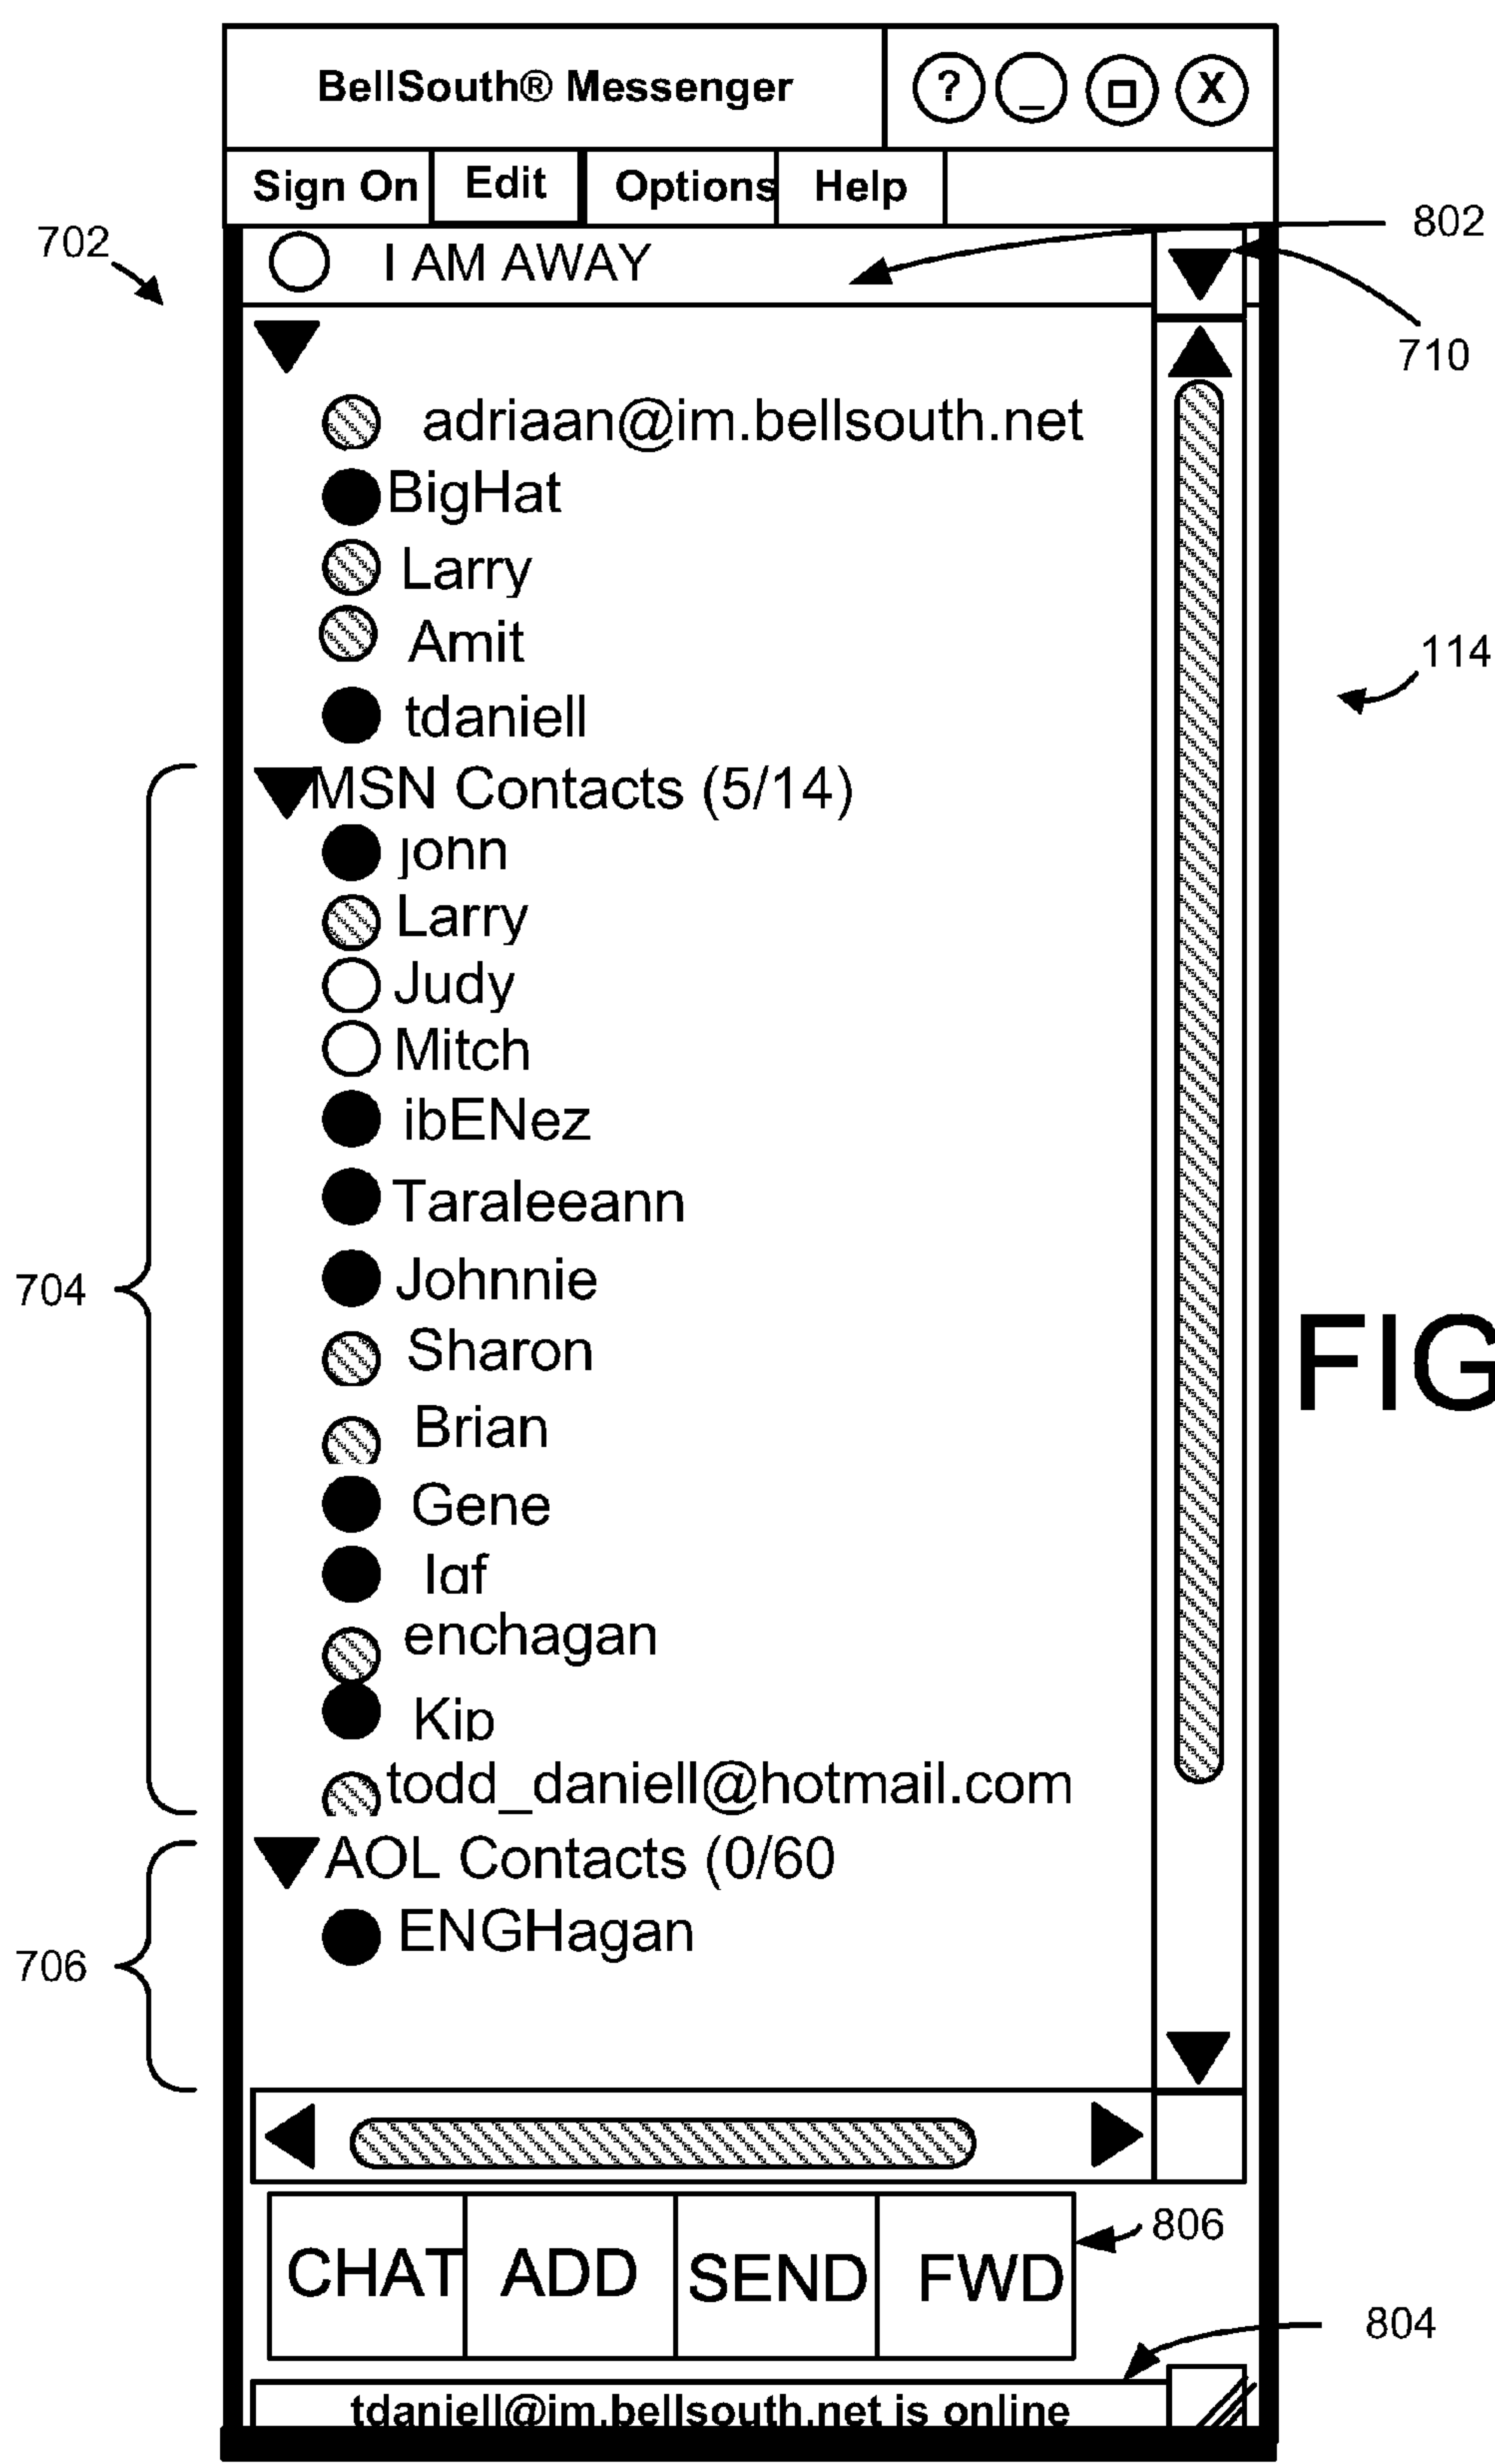 BellSouth® Messenger ? _ X
Sign On Edit Options Help
802
702
I AM AWAY
710
adriaan@im.bellsouth.net
BigHat
Larry
Amit
114
tdaniell
MSN Contacts (5/14)
john
Larry
Judy
Mitch
ibENez
Taraleeann
704
Johnnie
FIG
Sharon
Brian
Gene
enchagan
Kip
todd_daniell@hotmail.com
AOL Contacts (0/60
ENGHagan
706
806
CHAT ADD SEND FWD
804
tdaniell@im.bellsouth.net is online